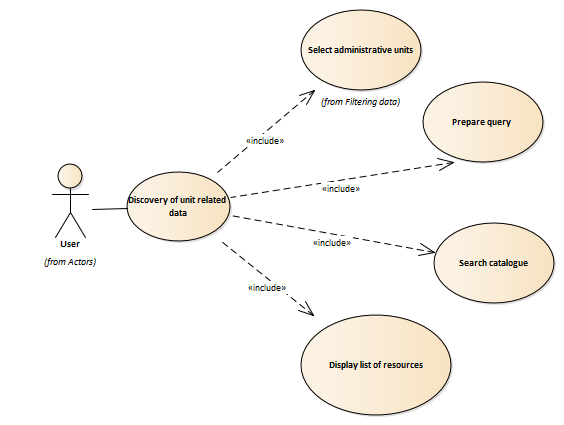 Select administrative units
(from Filtering data)
Prepare query
«include»
«include»
Discovery of unit related
data
User
(from Actors)
«include»
Search catalogue
«include»
Display list of resources